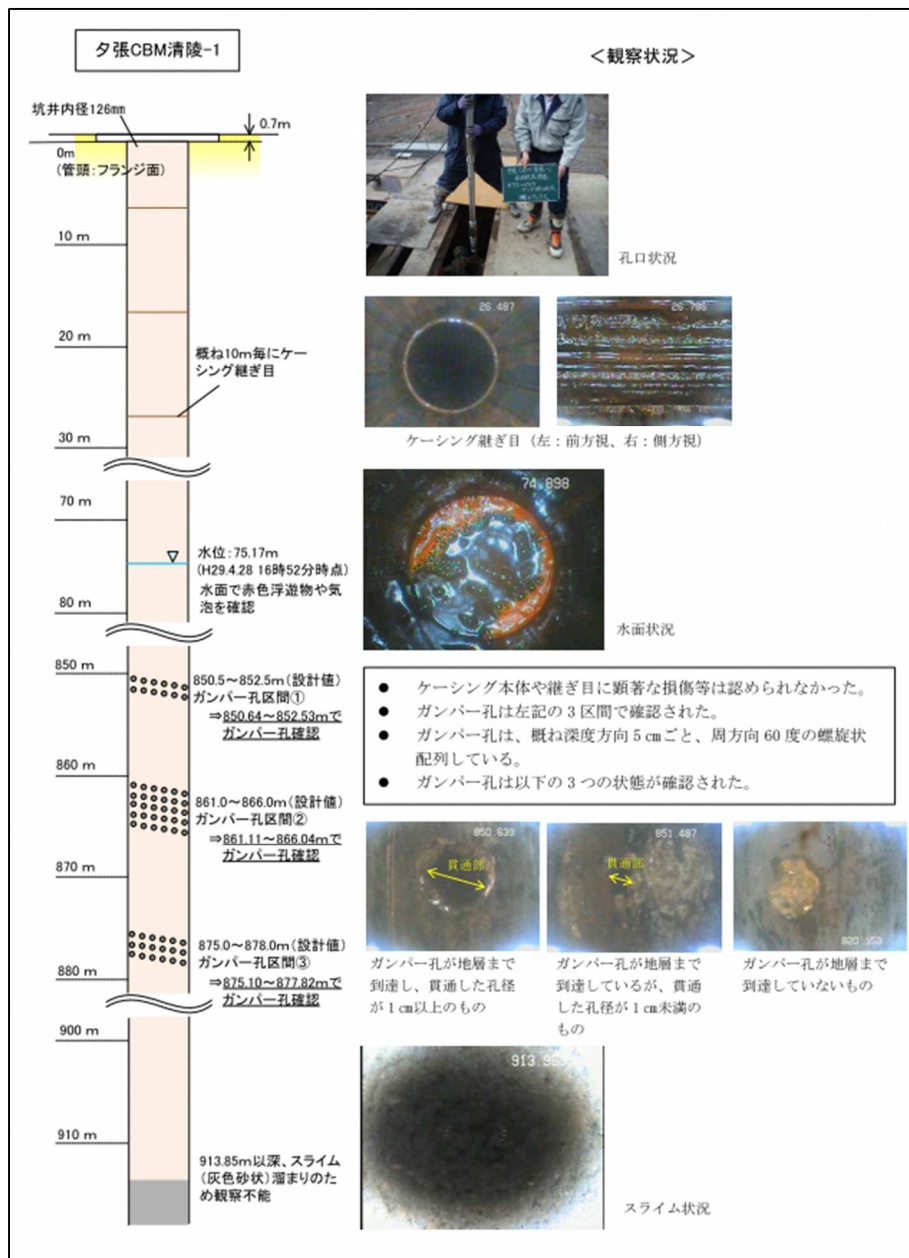 夕張CBM清陵-1
<観察状況>
坑井内径126mm
0.7m
0m
(管頭:フランジ面)
10 m
20 m
概ね10m毎にケー
シング継ぎ目
30 m
孔口状況
26.487
26.786
ケーシング継ぎ目(左:前方視、右:側方視)
70 m
水位:75.17m
(H29.4.28 16時52分時点)
水面で赤色浮遊物や気
泡を確認
80 m
74.898
水面状況
850 m
850.5~852.5m(設計値)
ガンパー孔区間①
⇒850.64~852.53mで
ガンパー孔確認
860 m
861.0~866.0m(設計値)
ガンパー孔区間②
⇒861.11~866.04mで
ガンパー孔確認
870 m
875.0~878.0m(設計値)
ガンパー孔区間③
880 m
⇒875.10~877.82mで
ガンパー孔確認
● ケーシング本体や継ぎ目に顕著な損傷等は認められなかった。
● ガンパー孔は左記の3区間で確認された。
● ガンパー孔は、概ね深度方向5㎝ごと、周方向60度の螺旋状
配列している。
● ガンパー孔は以下の3つの状態が確認された。
850.639
貫通部
851.487
貫通部
ガンパー孔が地層まで
到達し、貫通した孔径
が1㎝以上のもの
ガンパー孔が地層まで
到達しているが、貫通
した孔径が1㎝未満の
もの
ガンパー孔が地層まで
到達していないもの
900 m
910 m
913.85m以深、スライム
(灰色砂状)溜まりのた
め観察不能
スライム状況